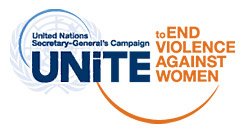 United Nations
Secretary-General's Campaign
UNiTE
to END
VIOLENCE
AGAINST
WOMEN